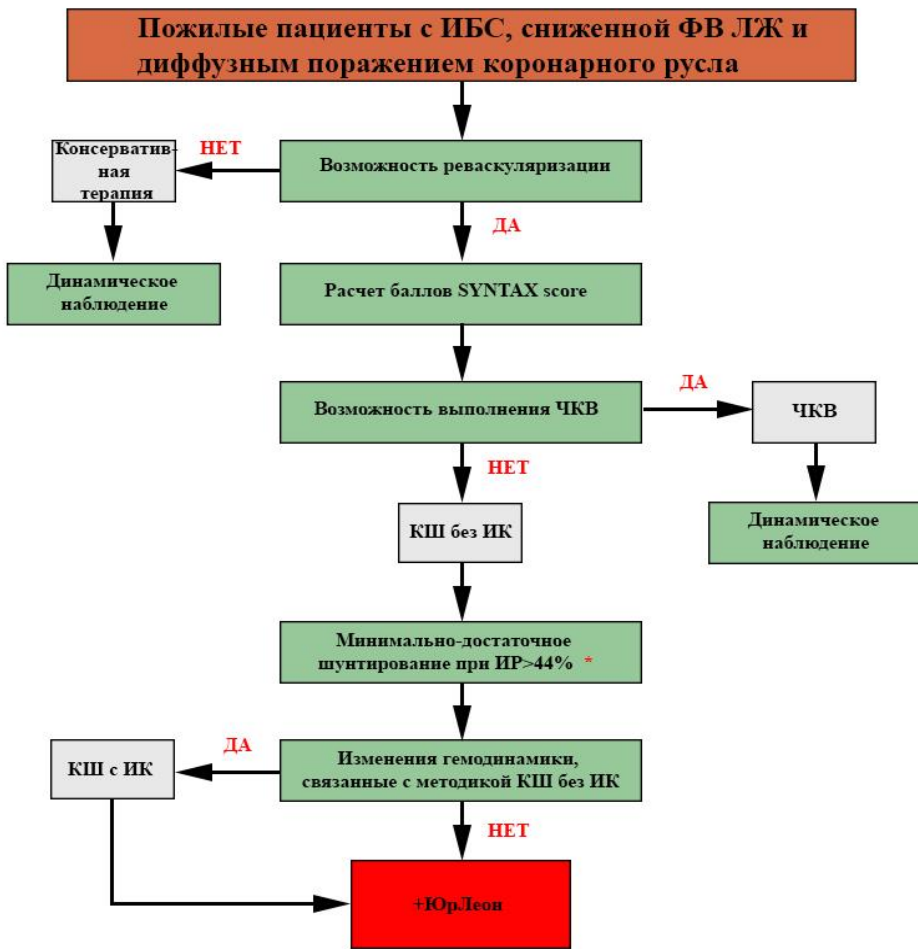 Пожилые пациенты с ИБС, сниженной ФВ ЛЖ и
диффузным поражением коронарного русла
Консерватив-
ная
терапия
НЕТ
Возможность реваскуляризации
ДА
Динамическое
наблюдение
Расчет баллов SYNTAX score
Возможность выполнения ЧКВ
ДА
ЧКВ
НЕТ
КШ без ИК
Динамическое
наблюдение
Минимально-достаточное
шунтирование при ИР>44% *
КШ с ИК
ДА
Изменения гемодинамики,
связанные с методикой КШ без ИК
НЕТ
+ЮрЛеон